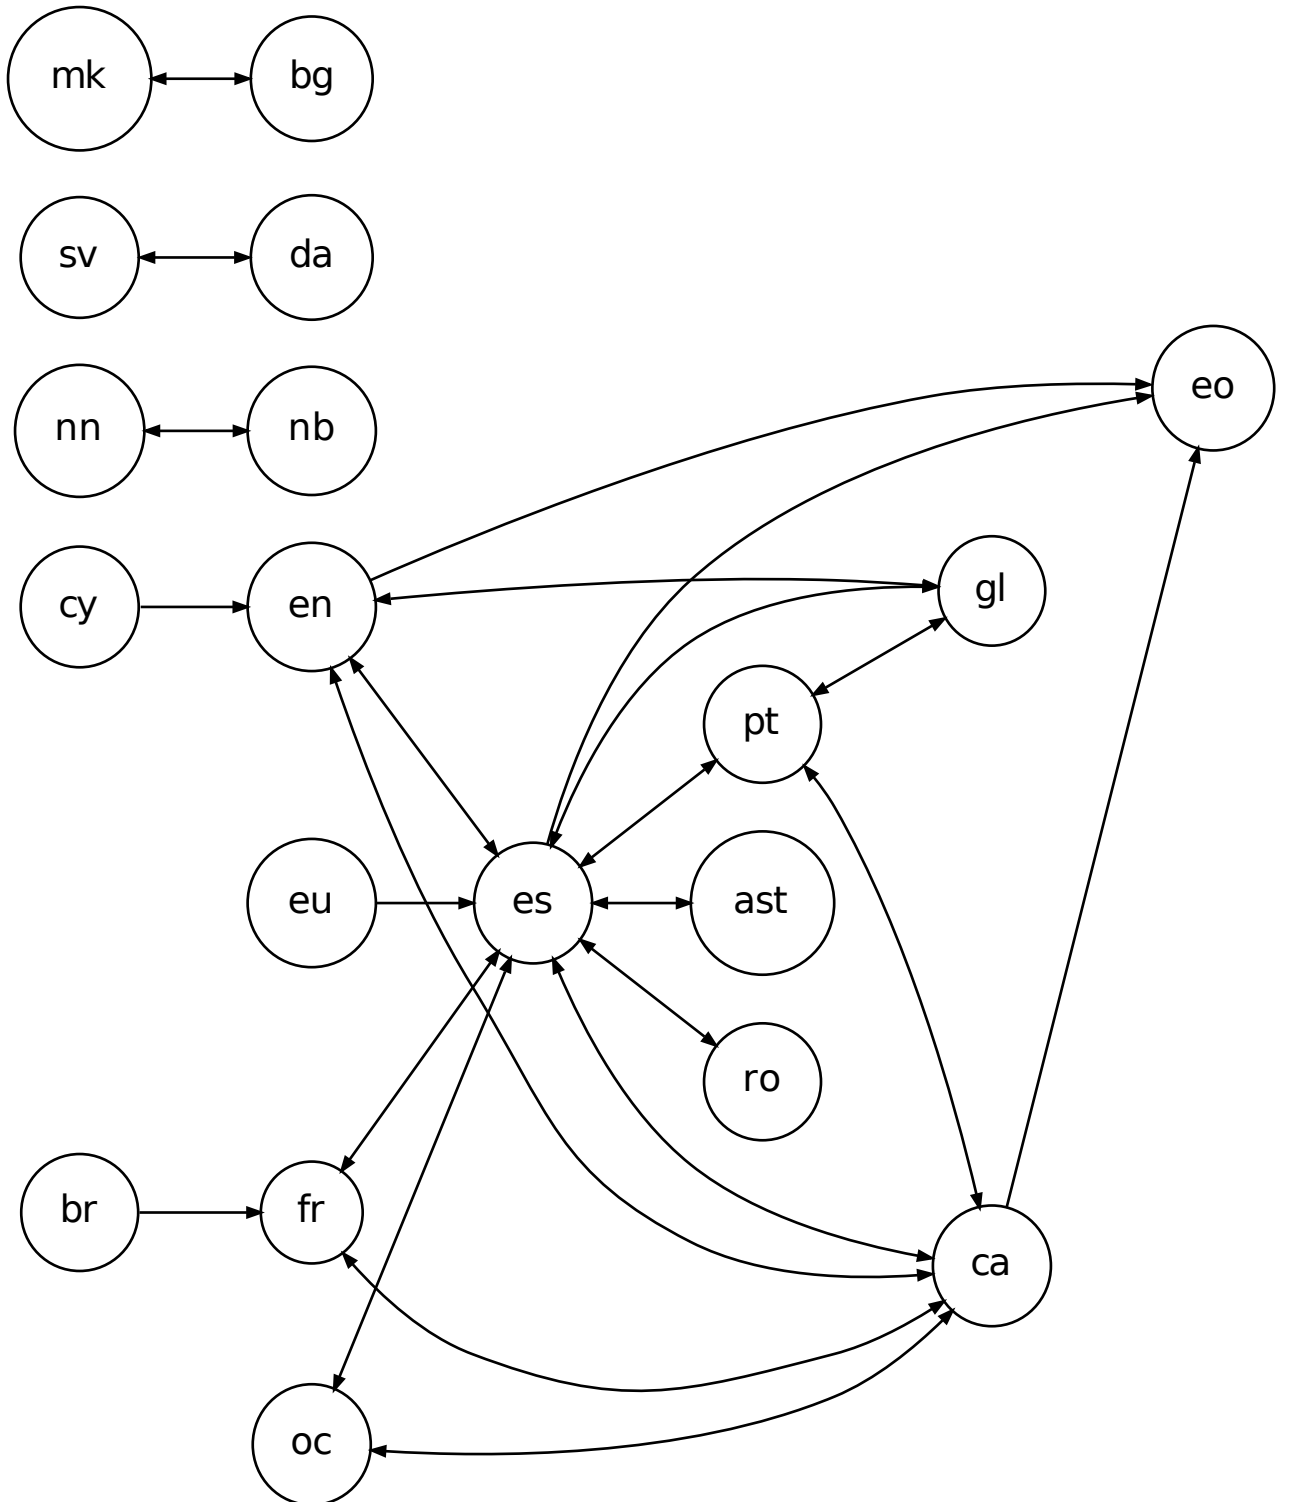 mk bg
sv da
nn nb
eo
cy en gl
pt
eu es ast
ro
br fr
ca
oc